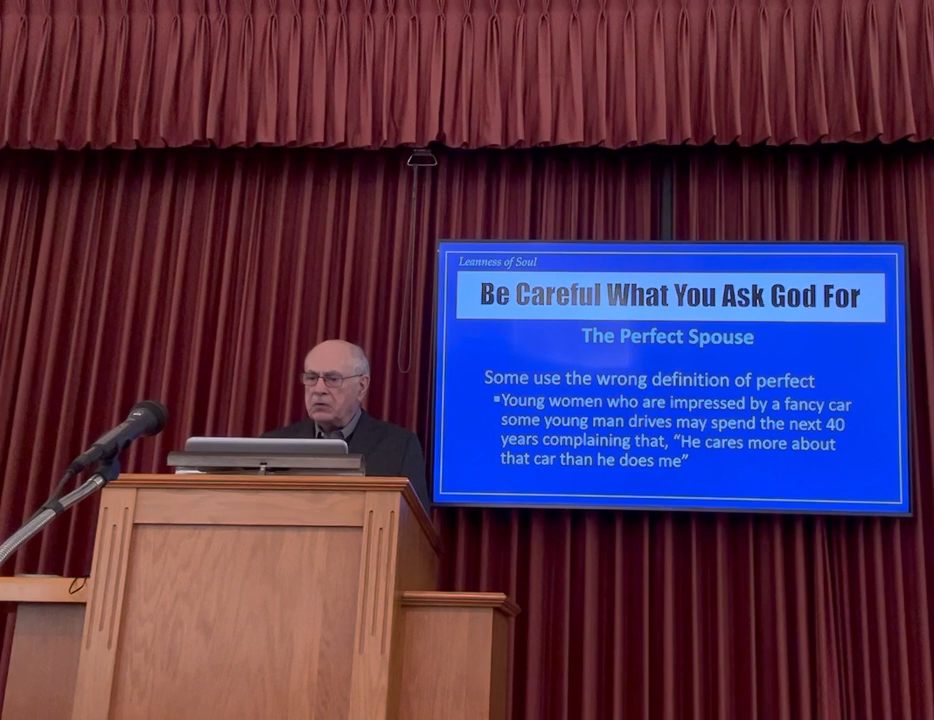 Leanness of Soul
Be Careful What You Ask God For
The Perfect Spouse
Some use the wrong definition of perfect
▪Young women who are impressed by a fancy car
some young man drives may spend the next 40
years complaining that, “He cares more about
that car than he does me”